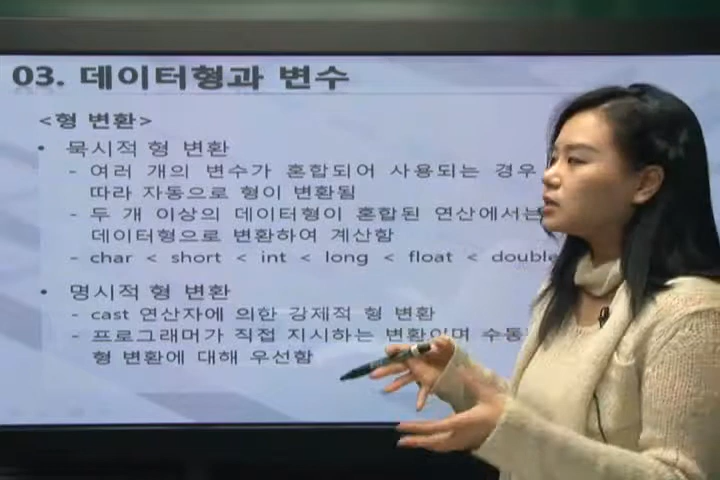 03. 데이터형과 변수
<형 변환>
• 묵시적 형 변환
- 여러 개의 변수가 혼합되어 사용되는 경우
따라 자동으로 형이 변환됨
- 두 개 이상의 데이터형이 혼합된 연산에서는
데이터형으로 변환하여 계산함
- char < short < int < long < float < double
• 명시적 형 변환
- cast 연산자에 의한 강제적 형 변환
- 프로그래머가 직접 지시하는 변환이며 수동
형 변환에 대해 우선함